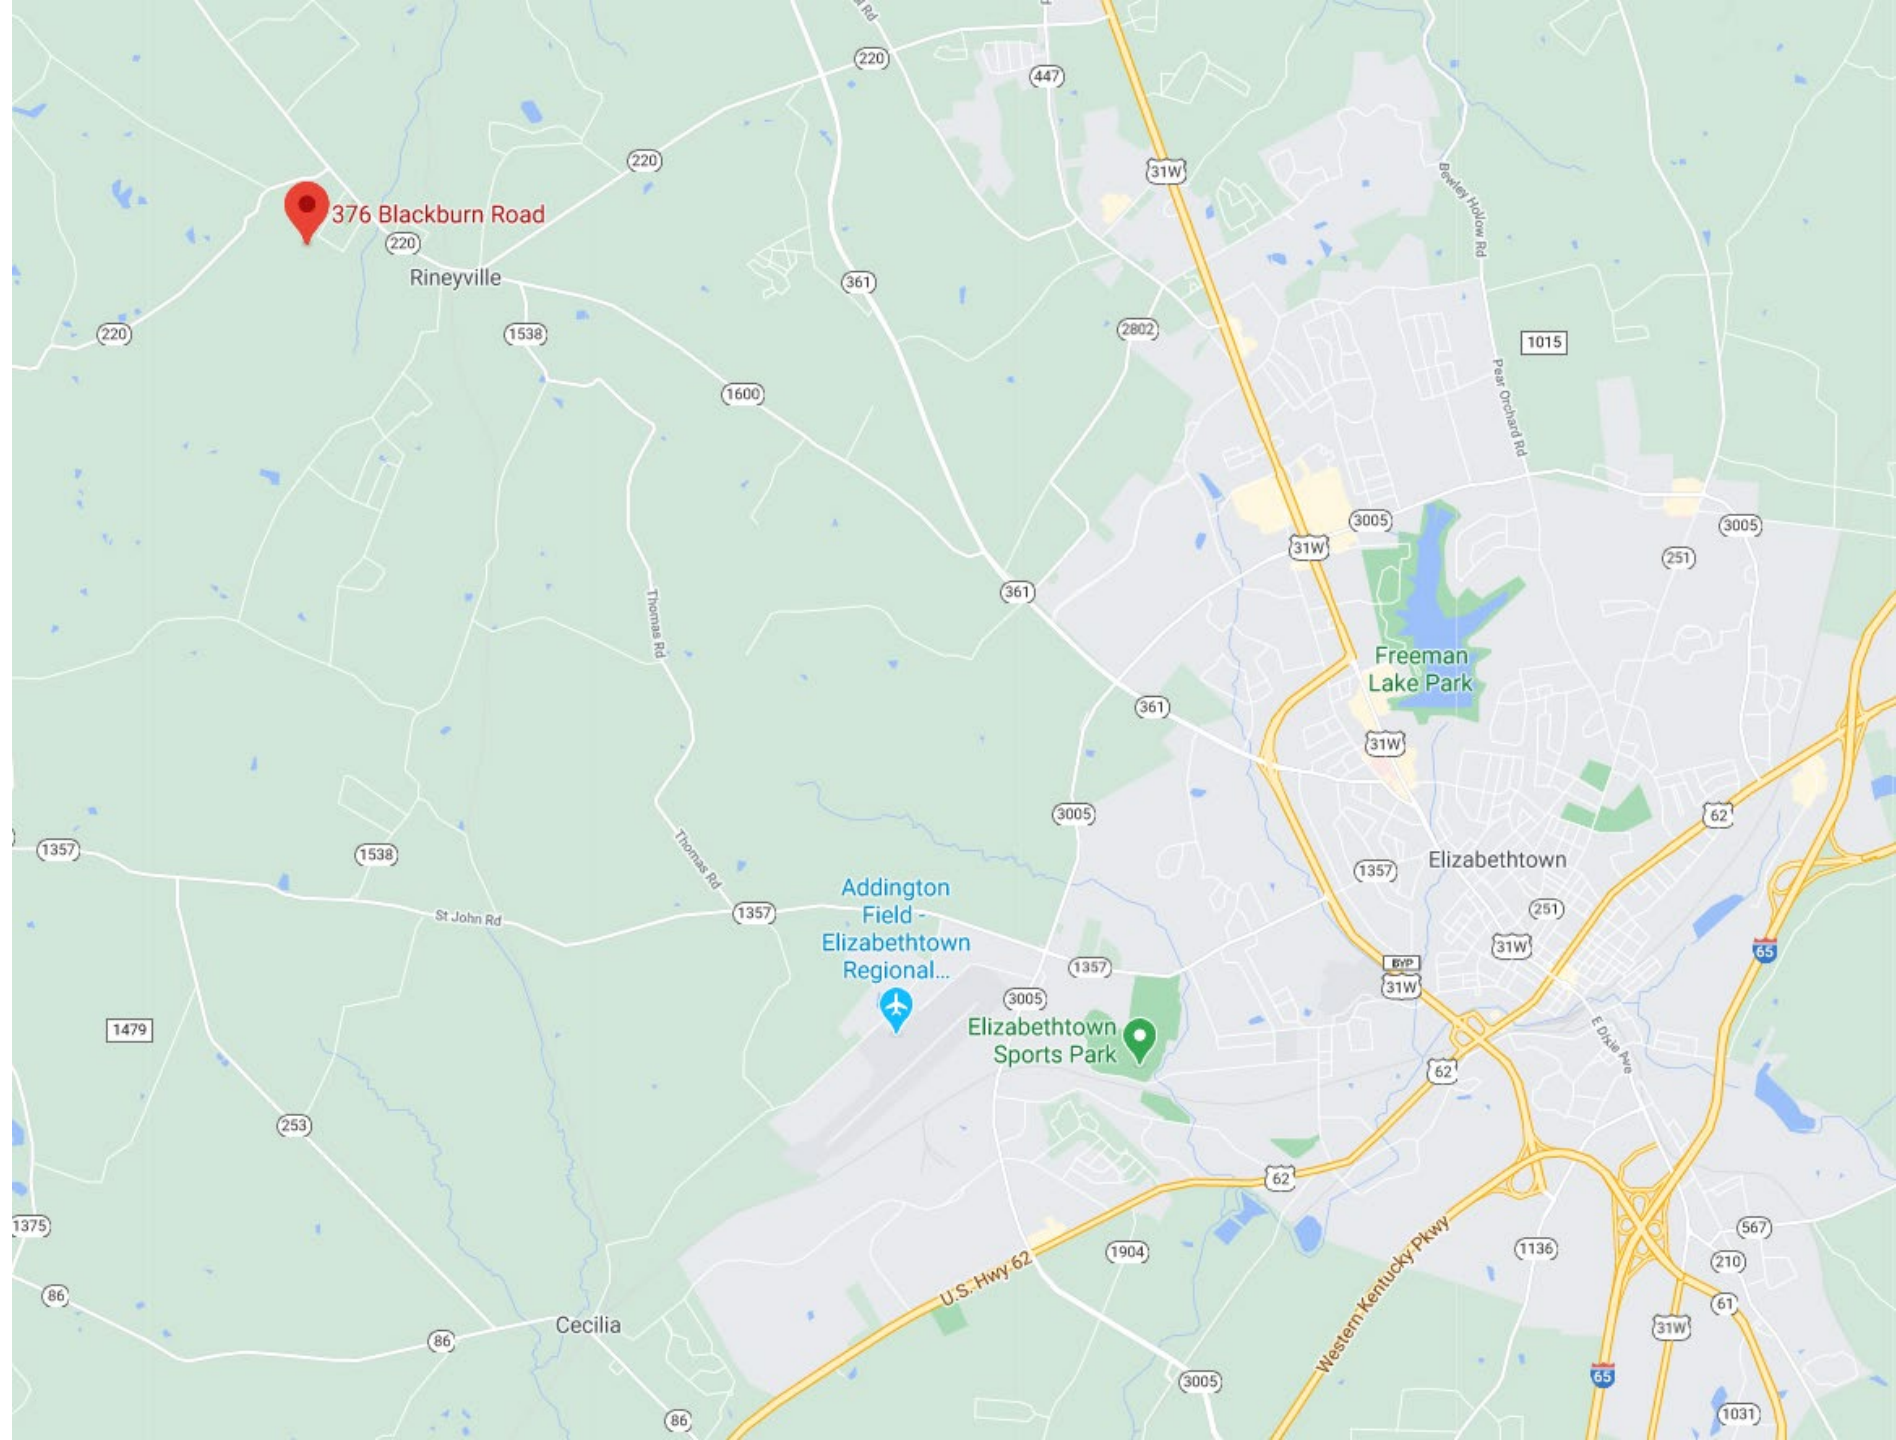 220
447
31W
220
Bewley Hollow Rd
376 Blackburn Road
220
Rineyville
361
220
1538
2802
1015
1600
Pear Orchard Rd
3005
3005
31W
251
361
Thomas Rd
Freeman
Lake Park
361
31W
3005
62
1357
1538
Thomas Rd
Elizabethtown
1357
Addington
Field -
Elizabethtown
Regional...
St John Rd
1357
251
31W
65
1357
BYP
31W
3005
1479
Elizabethtown
Sports Park
E Dixie Ave
62
253
62
1375
567
1904
1136
210
U.S. Hwy 62
Western Kentucky Pkwy
86
61
Cecilia
31W
86
65
3005
86
1031